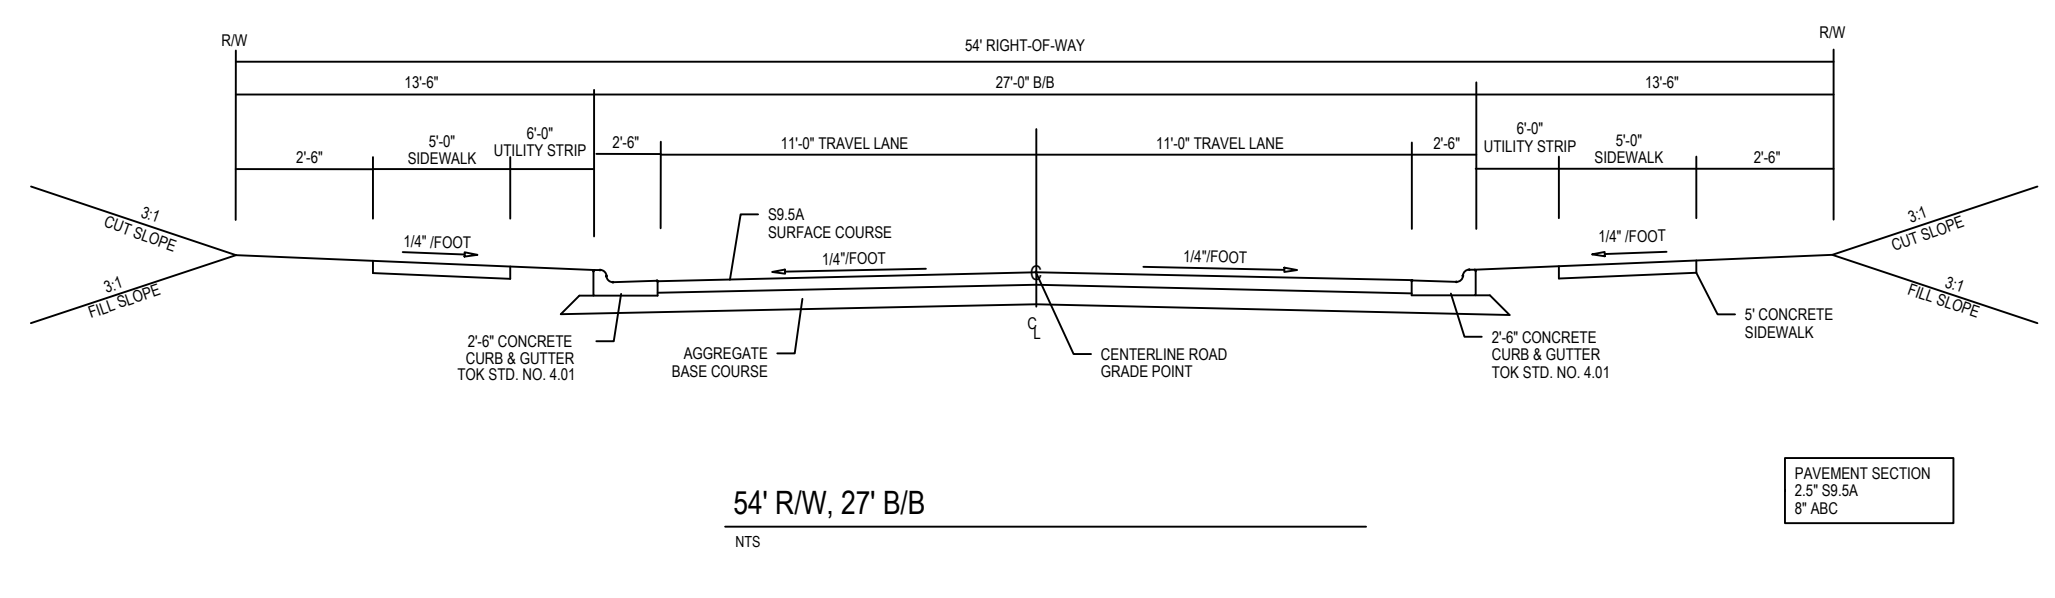 R/W
R/W
54' RIGHT-OF-WAY
13'-6"
27'-0" B/B
13'-6"
2'-6"
5'-0"
SIDEWALK
6'-0"
UTILITY STRIP
2'-6"
11'-0" TRAVEL LANE
11'-0" TRAVEL LANE
2'-6"
6'-0"
UTILITY STRIP
5'-0"
SIDEWALK
2'-6"
3:1
CUT SLOPE
3:1
FILL SLOPE
1/4" /FOOT
S9.5A
SURFACE COURSE
1/4"/FOOT
1/4"/FOOT
1/4" /FOOT
3:1
CUT SLOPE
3:1
FILL SLOPE
CL
2'-6" CONCRETE
CURB & GUTTER
TOK STD. NO. 4.01
AGGREGATE
BASE COURSE
CENTERLINE ROAD
GRADE POINT
2'-6" CONCRETE
CURB & GUTTER
TOK STD. NO. 4.01
5' CONCRETE
SIDEWALK
54' R/W, 27' B/B
NTS
PAVEMENT SECTION
2.5" S9.5A
8" ABC